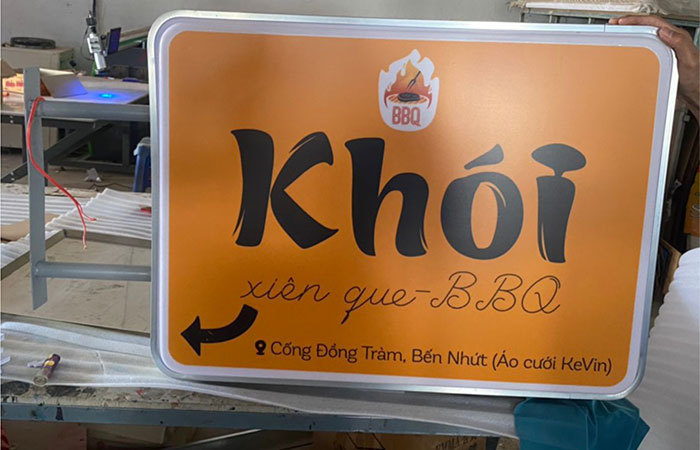 BBQ
Khói
xiên que-BBQ
Cống Đồng Tràm, Bến Nhứt (Áo cưới KeVin)